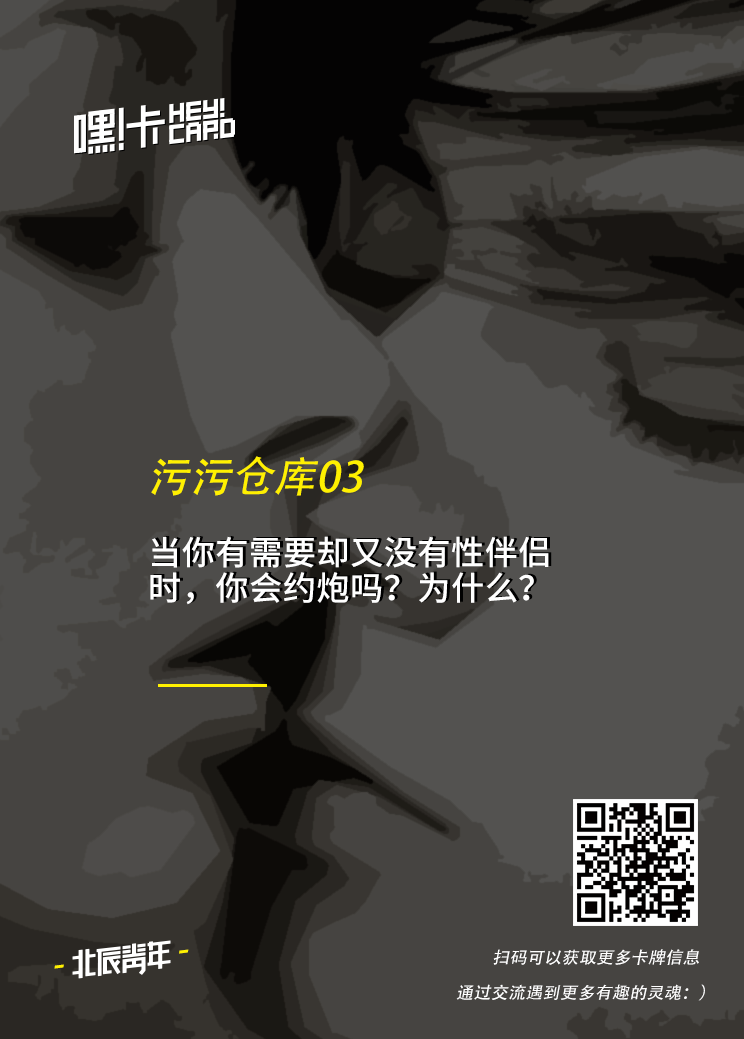 嘿!卡 HEY! CARD
污污仓库03
当你有需要却又没有性伴侣
时，你会约炮吗？为什么？
- 北辰青年 -
扫码可以获取更多卡牌信息
通过交流遇到更多有趣的灵魂：）